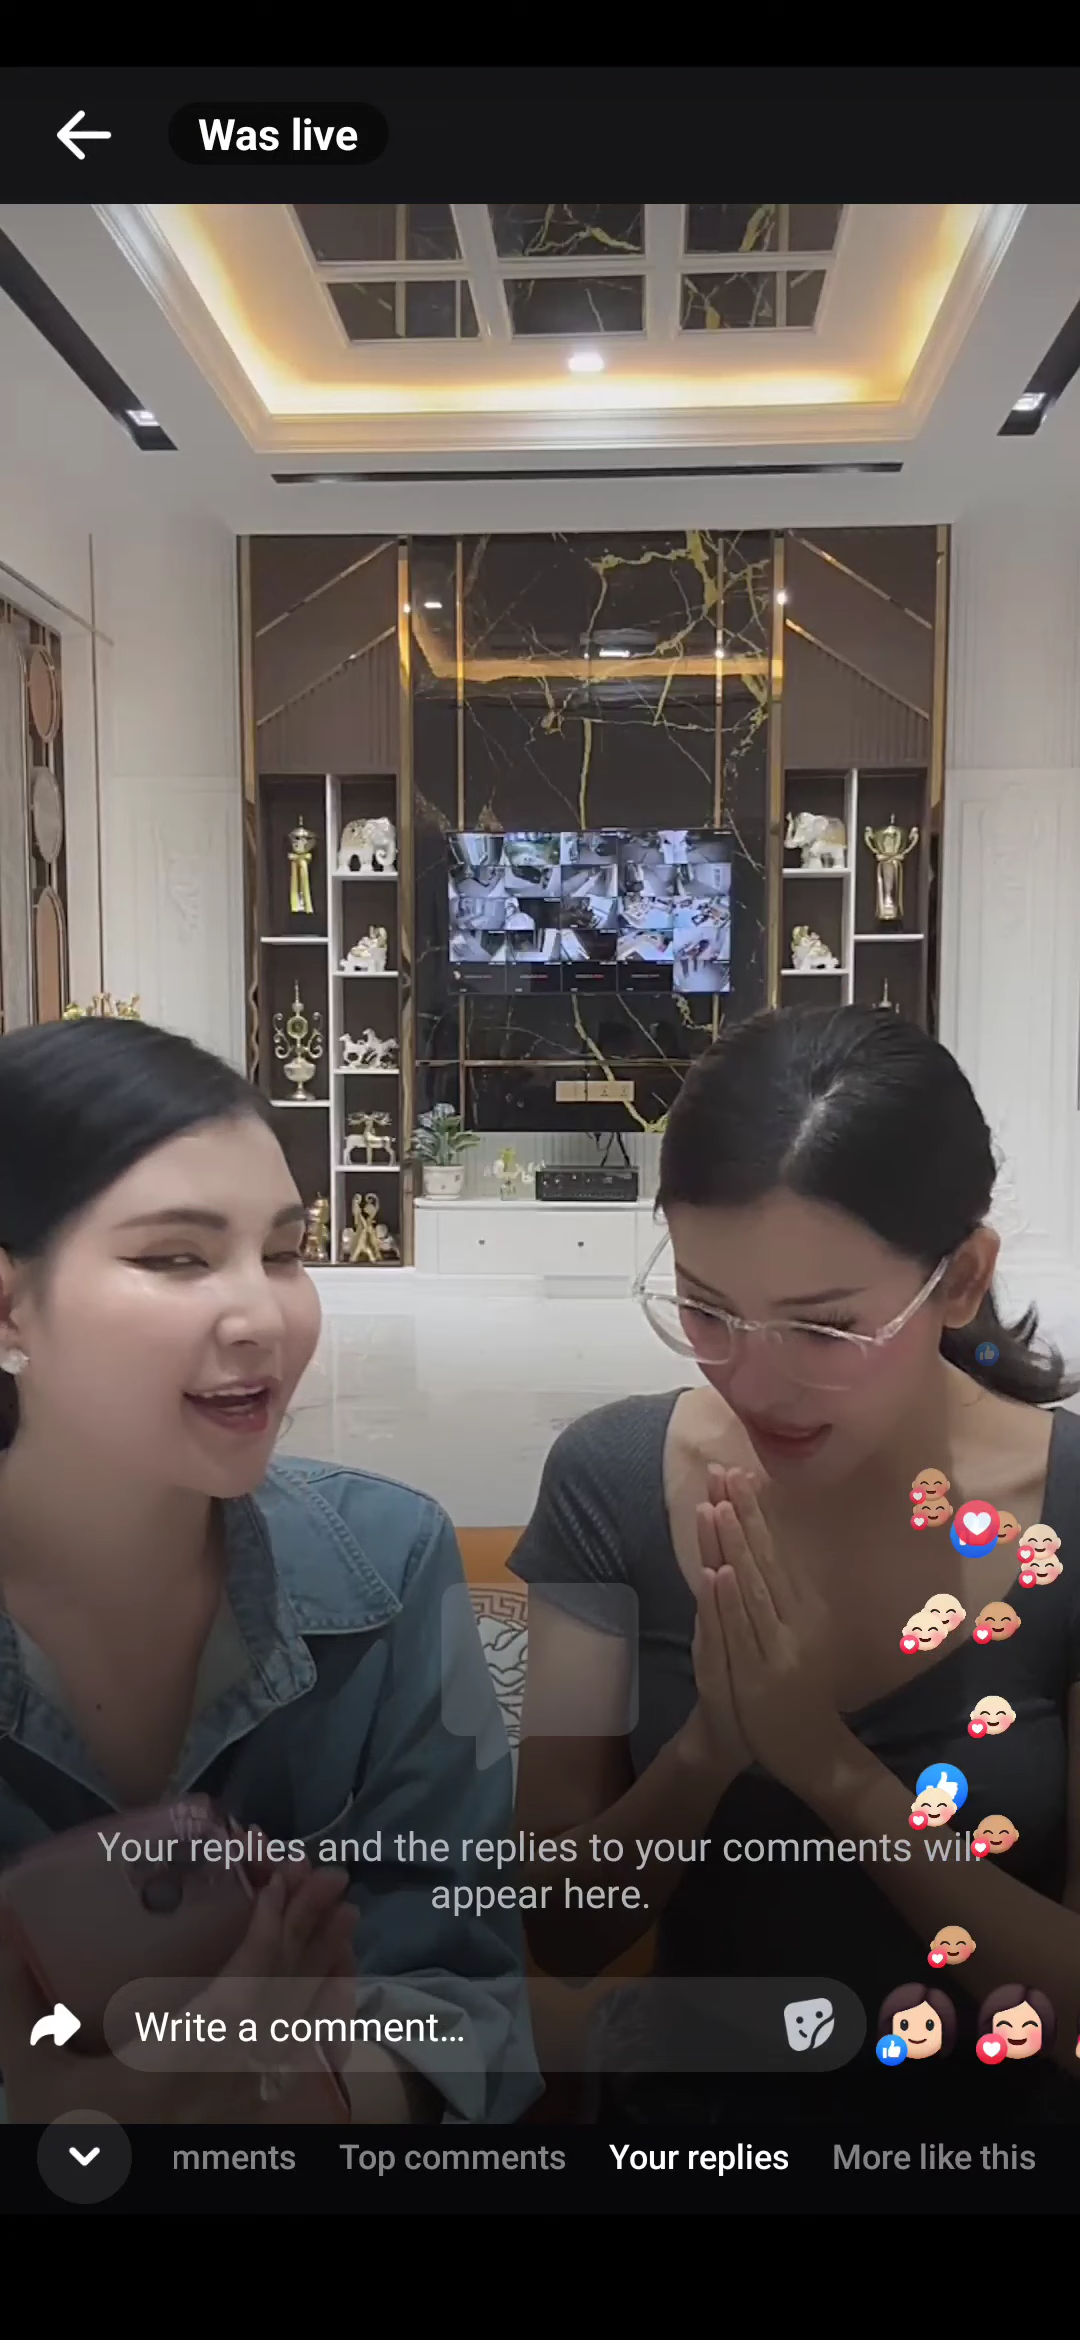 Was live
Your replies and the replies to your comments will
appear here.
Write a comment...
mments
Top comments
Your replies
More like this